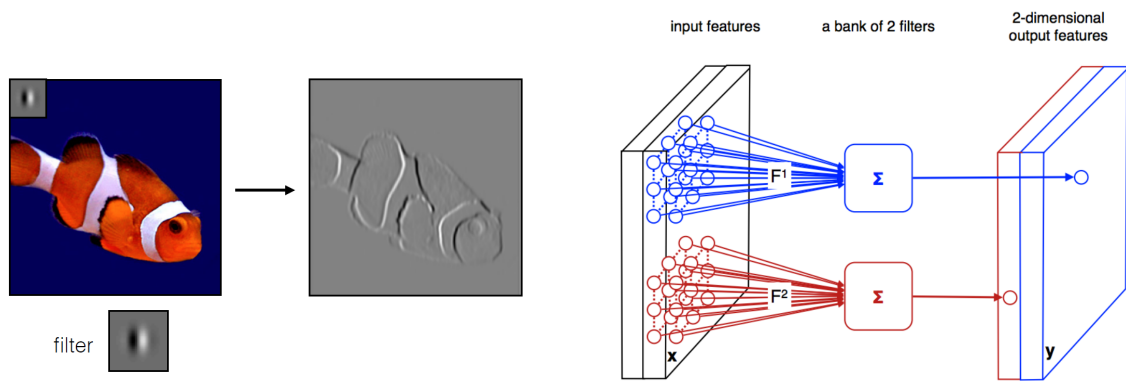 filter
input features
a bank of 2 filters
2-dimensional
output features
F1
Σ
F2
Σ
x
y